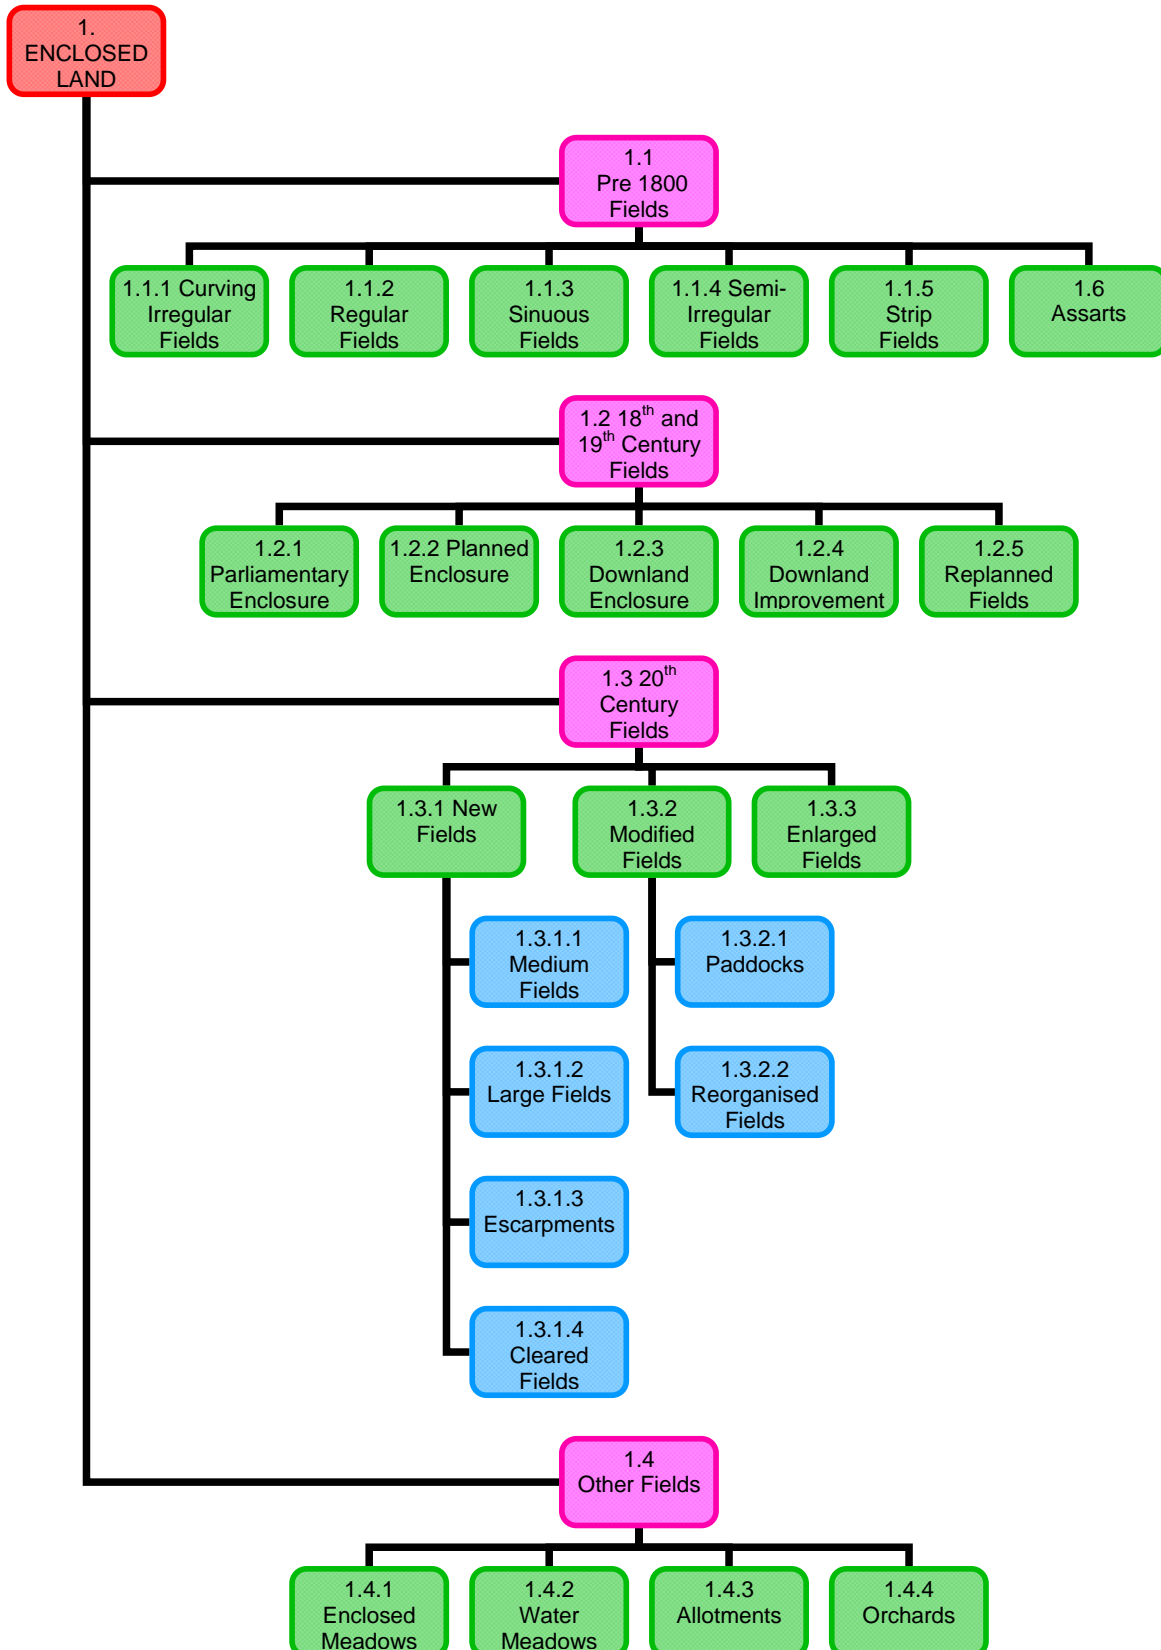 1.
ENCLOSED
LAND
1.1
Pre 1800
Fields
1.1.1 Curving
Irregular
Fields
1.1.2
Regular
Fields
1.1.3
Sinuous
Fields
1.1.4 Semi-
Irregular
Fields
1.1.5
Strip
Fields
1.6
Assarts
1.2 18th and
19th Century
Fields
1.2.1
Parliamentary
Enclosure
1.2.2 Planned
Enclosure
1.2.3
Downland
Enclosure
1.2.4
Downland
Improvement
1.2.5
Replanned
Fields
1.3 20th
Century
Fields
1.3.1 New
Fields
1.3.2
Modified
Fields
1.3.3
Enlarged
Fields
1.3.1.1
Medium
Fields
1.3.2.1
Paddocks
1.3.1.2
Large Fields
1.3.2.2
Reorganised
Fields
1.3.1.3
Escarpments
1.3.1.4
Cleared
Fields
1.4
Other Fields
1.4.1
Enclosed
Meadows
1.4.2
Water
Meadows
1.4.3
Allotments
1.4.4
Orchards